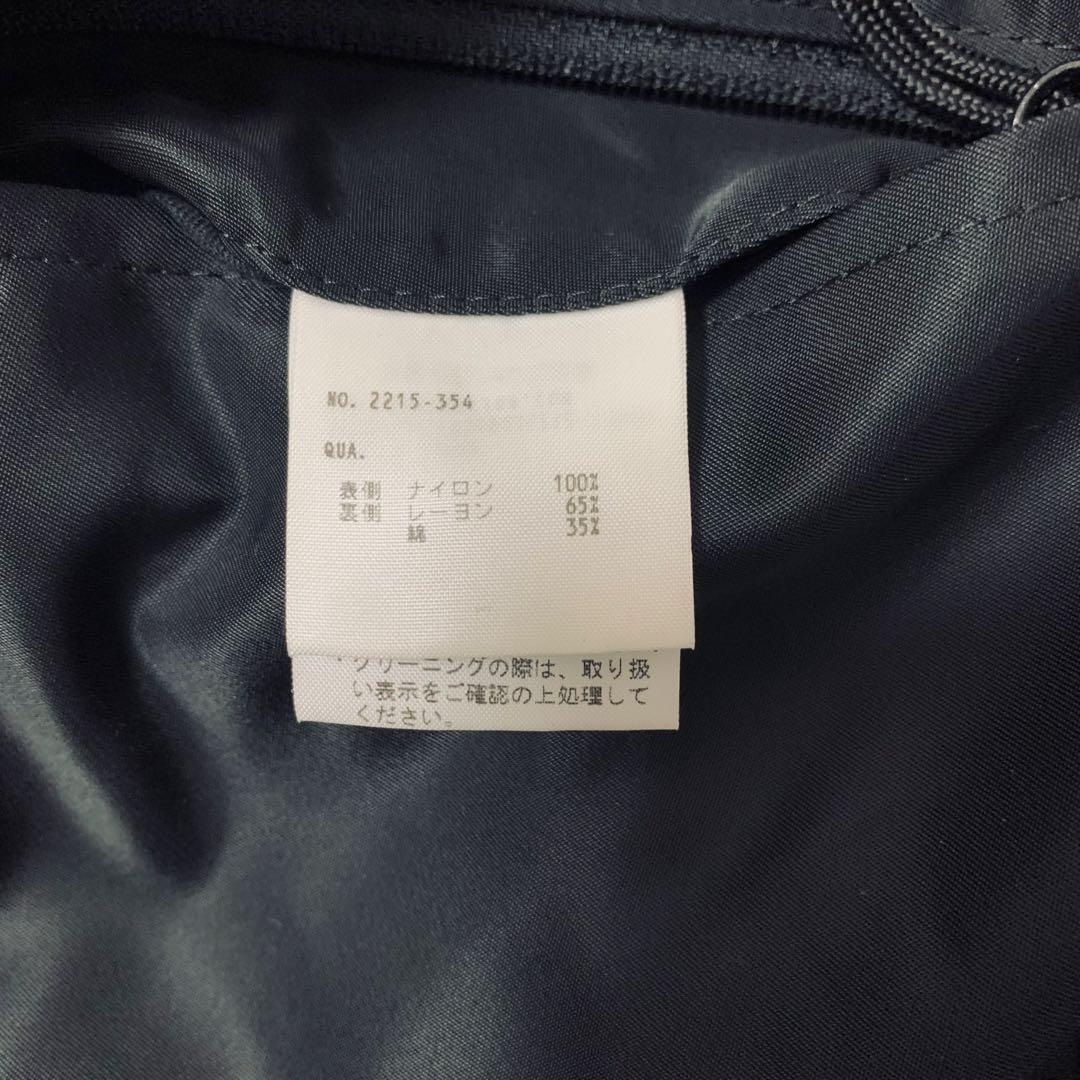 NO. 2215-354
QUA.
表側 ナイロン 100%
裏側 レーヨン 65%
綿 35%
・クリーニングの際は、取り扱
い表示をご確認の上処理して
ください。